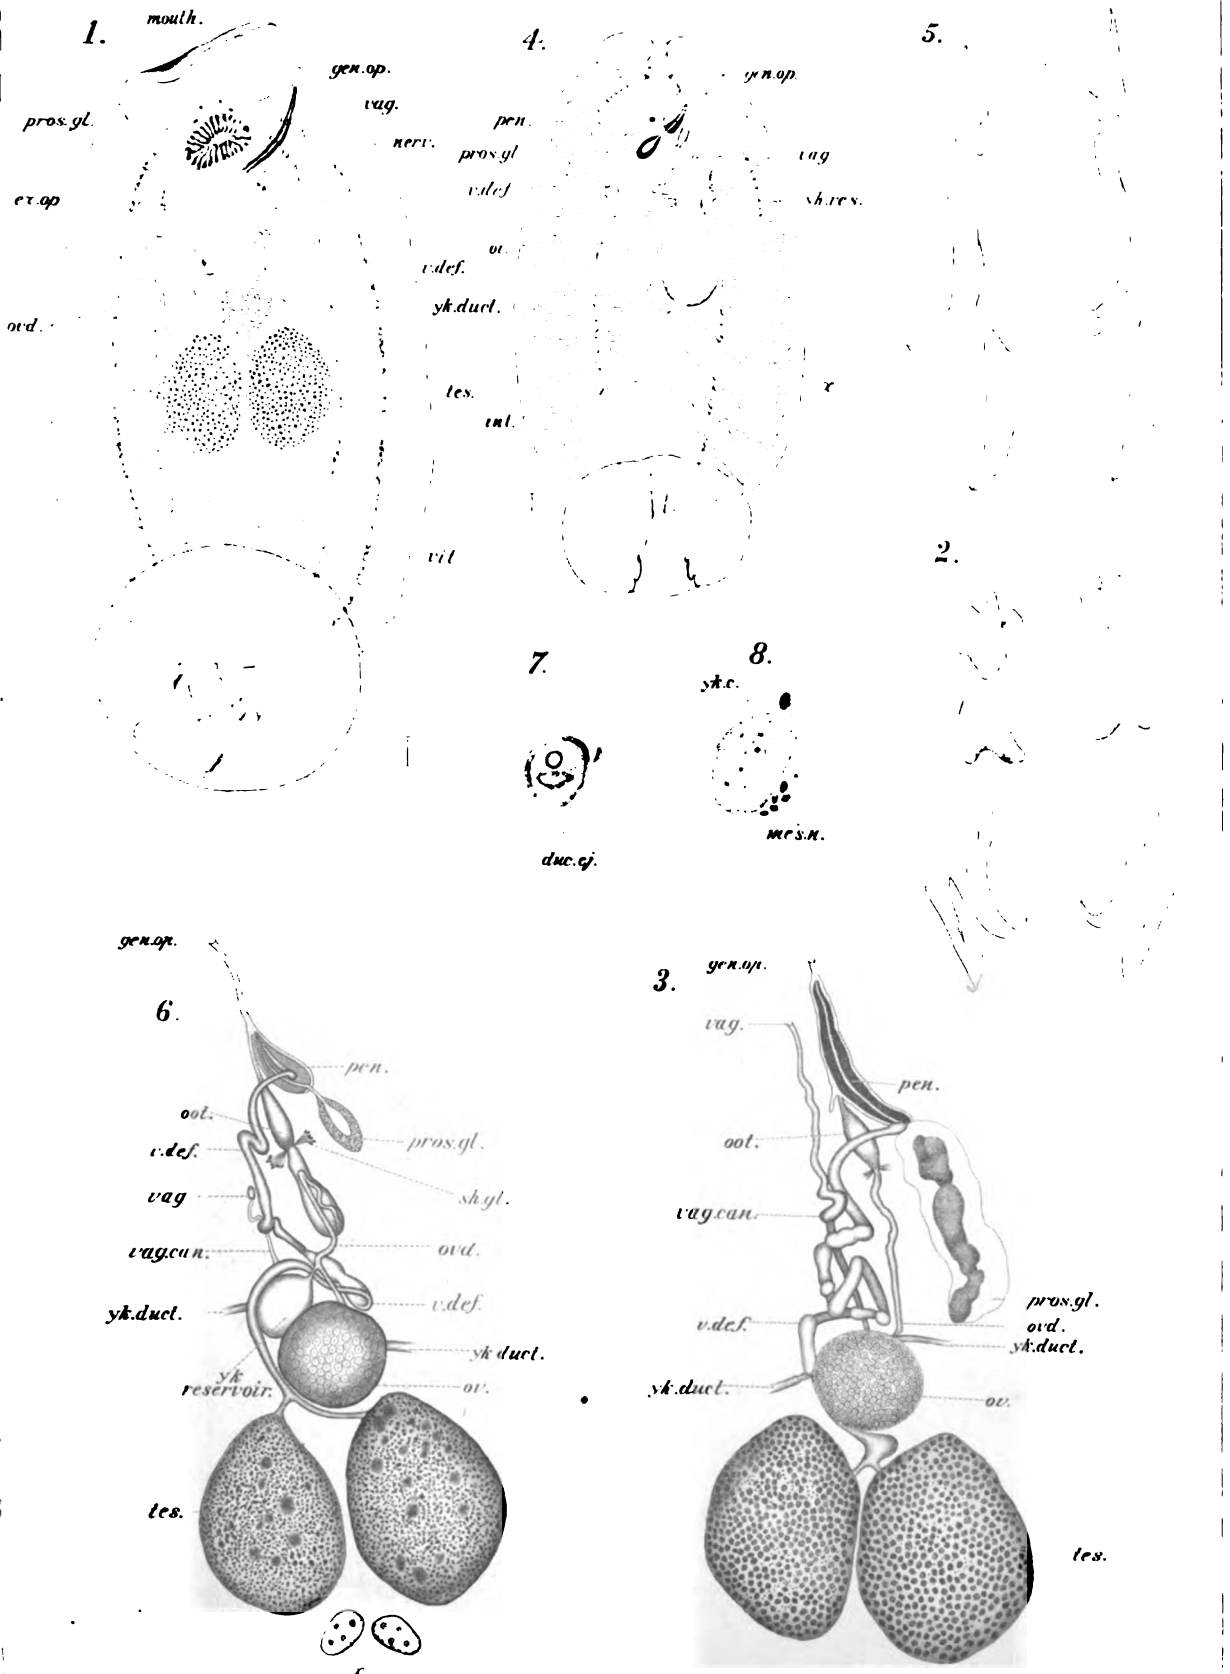 1.
mouth.
gen.op.
vag.
pros.gl.
nerv.
ex.op
v.def.
ovd.
tes.
vit
4.
gen.op.
pen.
pros.gl
vag
v.def
sh.res.
ov.
yk.duct.
int.
x
5.
2.
7.
duc.ej.
8.
yk.c.
mes.n.
6.
gen.op.
pen.
oot.
v.def.
pros.gl.
vag
sh.gl.
vag.can.
ovd.
yk.duct.
v.def.
yk duct.
yk
reservoir.
ov.
tes.
3.
gen.op.
vag.
pen.
oot.
vag.can.
pros.gl.
v.def.
ovd.
yk.duct.
yk.duct.
ov.
tes.